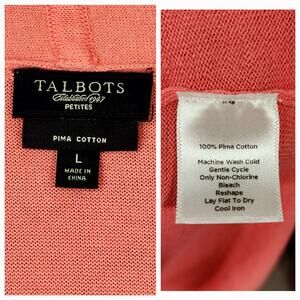 TALBOTS
Established 1947
PETITES
PIMA COTTON
L
MADE IN
CHINA
100% Pima Cotton
Machine Wash Cold
Gentle Cycle
Only Non-Chlorine
Bleach
Reshape
Lay Flat To Dry
Cool Iron